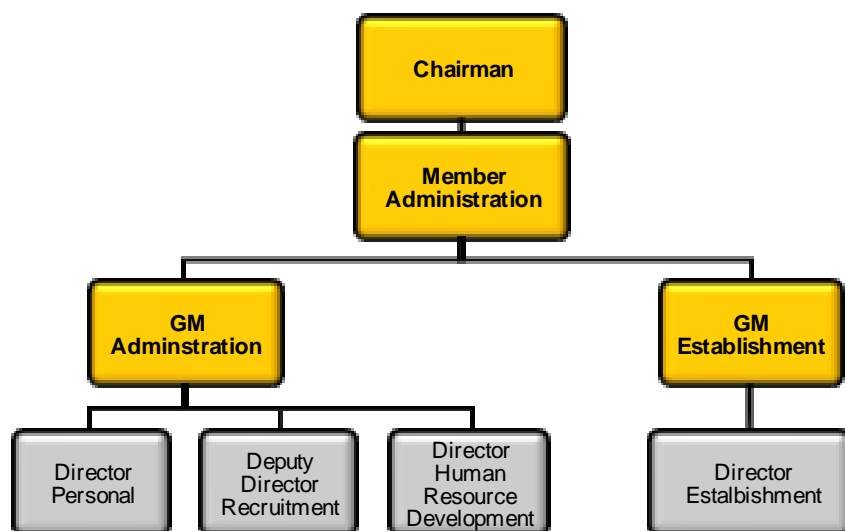 Chairman
Member
Administration
GM
Adminstration
GM
Establishment
Director
Personal
Deputy
Director
Recruitment
Director
Human
Resource
Development
Director
Estalbishment